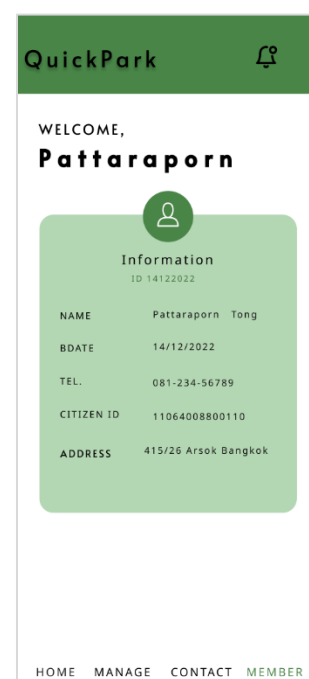 QuickPark
WELCOME,
Pattaraporn
Information
ID 14122022
NAME Pattaraporn Tong
BDATE 14/12/2022
TEL. 081-234-56789
CITIZEN ID 11064008800110
ADDRESS 415/26 Arsok Bangkok
HOME MANAGE CONTACT MEMBER